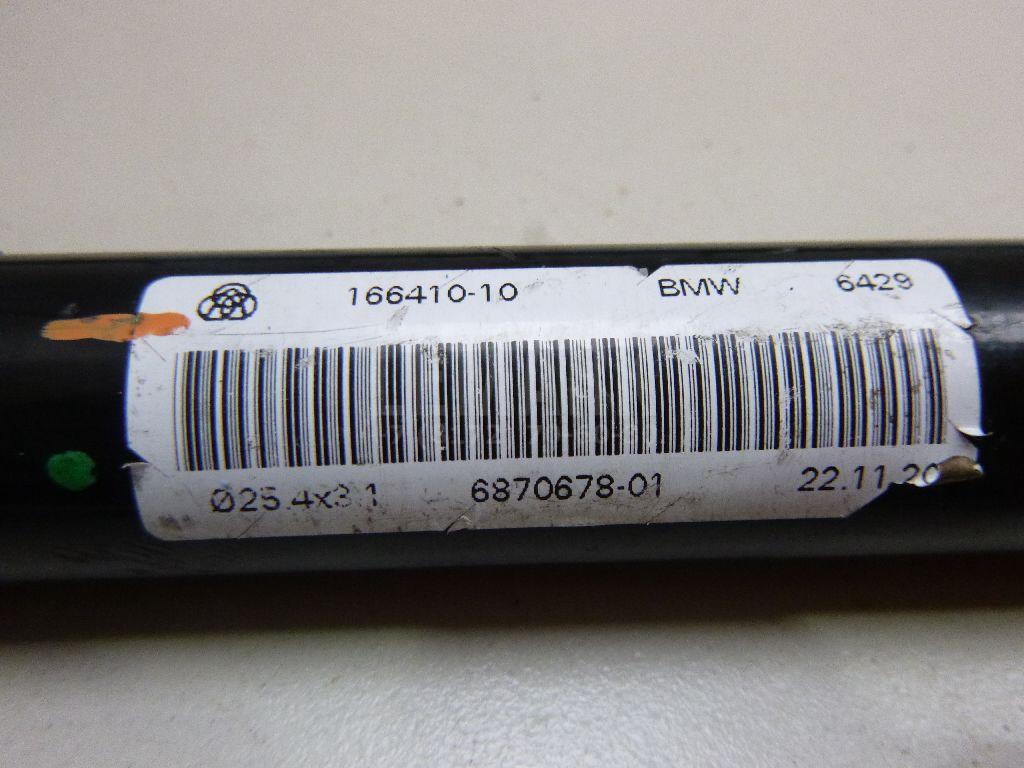 166410-10 BMW 6429
Ø25.4x3.1 6870678-01 22.11.20